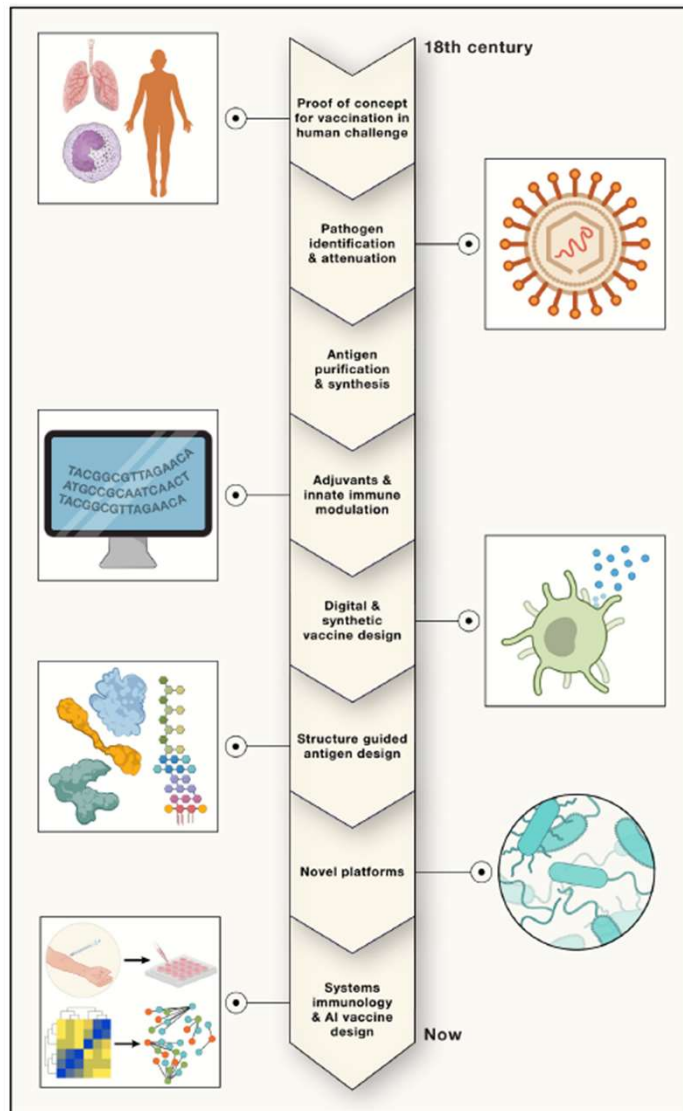 18th century
Proof of concept
for vaccination in
human challenge
Pathogen
identification
& attenuation
Antigen
purification
& synthesis
TACGGCGTTAGAACA
ATGCCGCAATCAACT
TACGGCGTTAGAACA
Adjuvants &
innate immune
modulation
Digital &
synthetic
vaccine design
Structure guided
antigen design
Novel platforms
Systems
immunology
& AI vaccine
design
Now